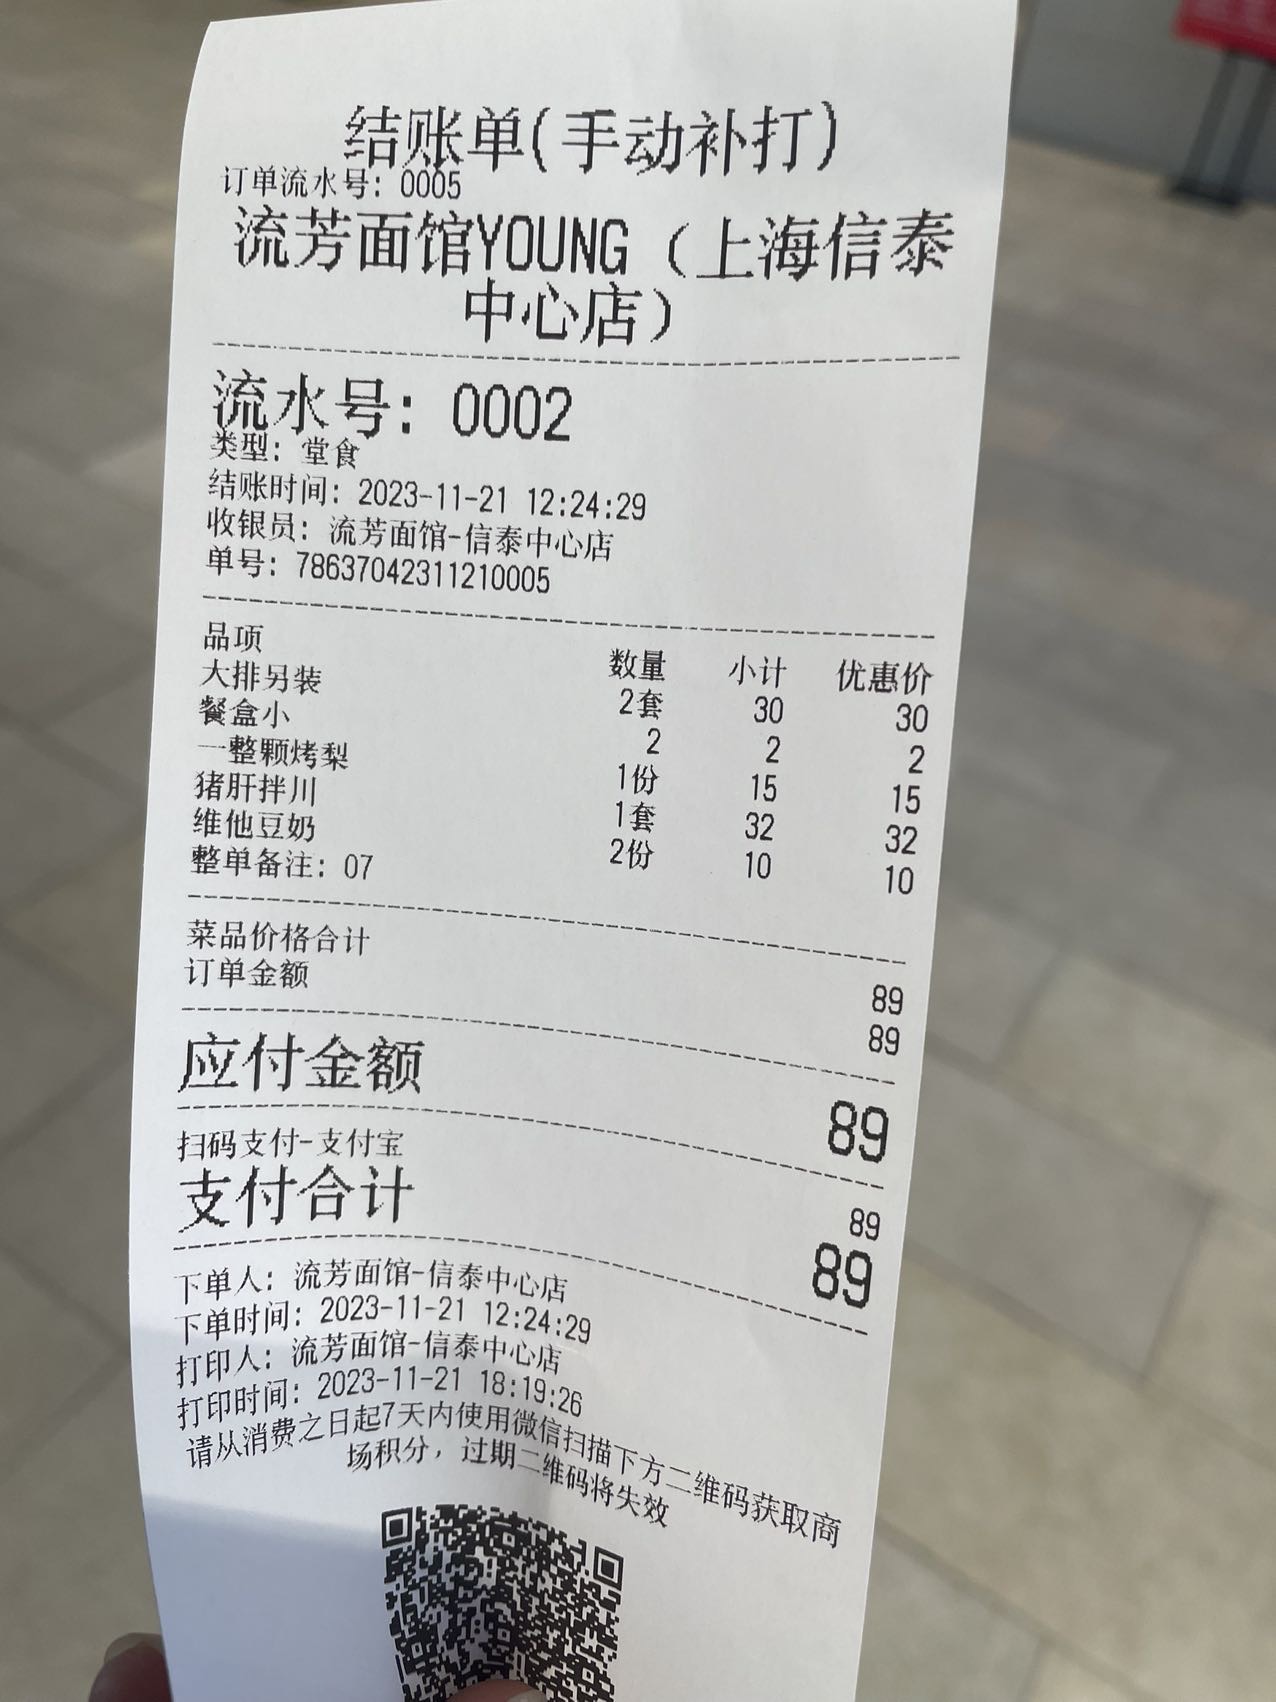 结账单(手动补打)
订单流水号: 0005
流芳面馆YOUNG（上海信泰
中心店）
流水号: 0002
类型: 堂食
结账时间: 2023-11-21 12:24:29
收银员: 流芳面馆-信泰中心店
单号: 78637042311210005
品项 数量 小计 优惠价
大排另装 2套 30 30
餐盒小 2 2 2
一整颗烤梨 1份 15 15
猪肝拌川 1套 32 32
维他豆奶 2份 10 10
整单备注: 07
菜品价格合计 89
订单金额 89
应付金额 89
扫码支付-支付宝 89
支付合计 89
下单人: 流芳面馆-信泰中心店
下单时间: 2023-11-21 12:24:29
打印人: 流芳面馆-信泰中心店
打印时间: 2023-11-21 18:19:26
请从消费之日起7天内使用微信扫描下方二维码获取商
场积分，过期二维码将失效